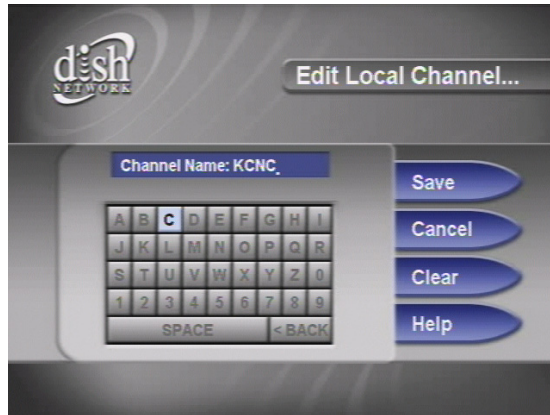 dish
NETWORK
Edit Local Channel...
Channel Name: KCNC_
A B C D E F G H I
J K L M N O P Q R
S T U V W X Y Z 0
1 2 3 4 5 6 7 8 9
SPACE < BACK
Save
Cancel
Clear
Help